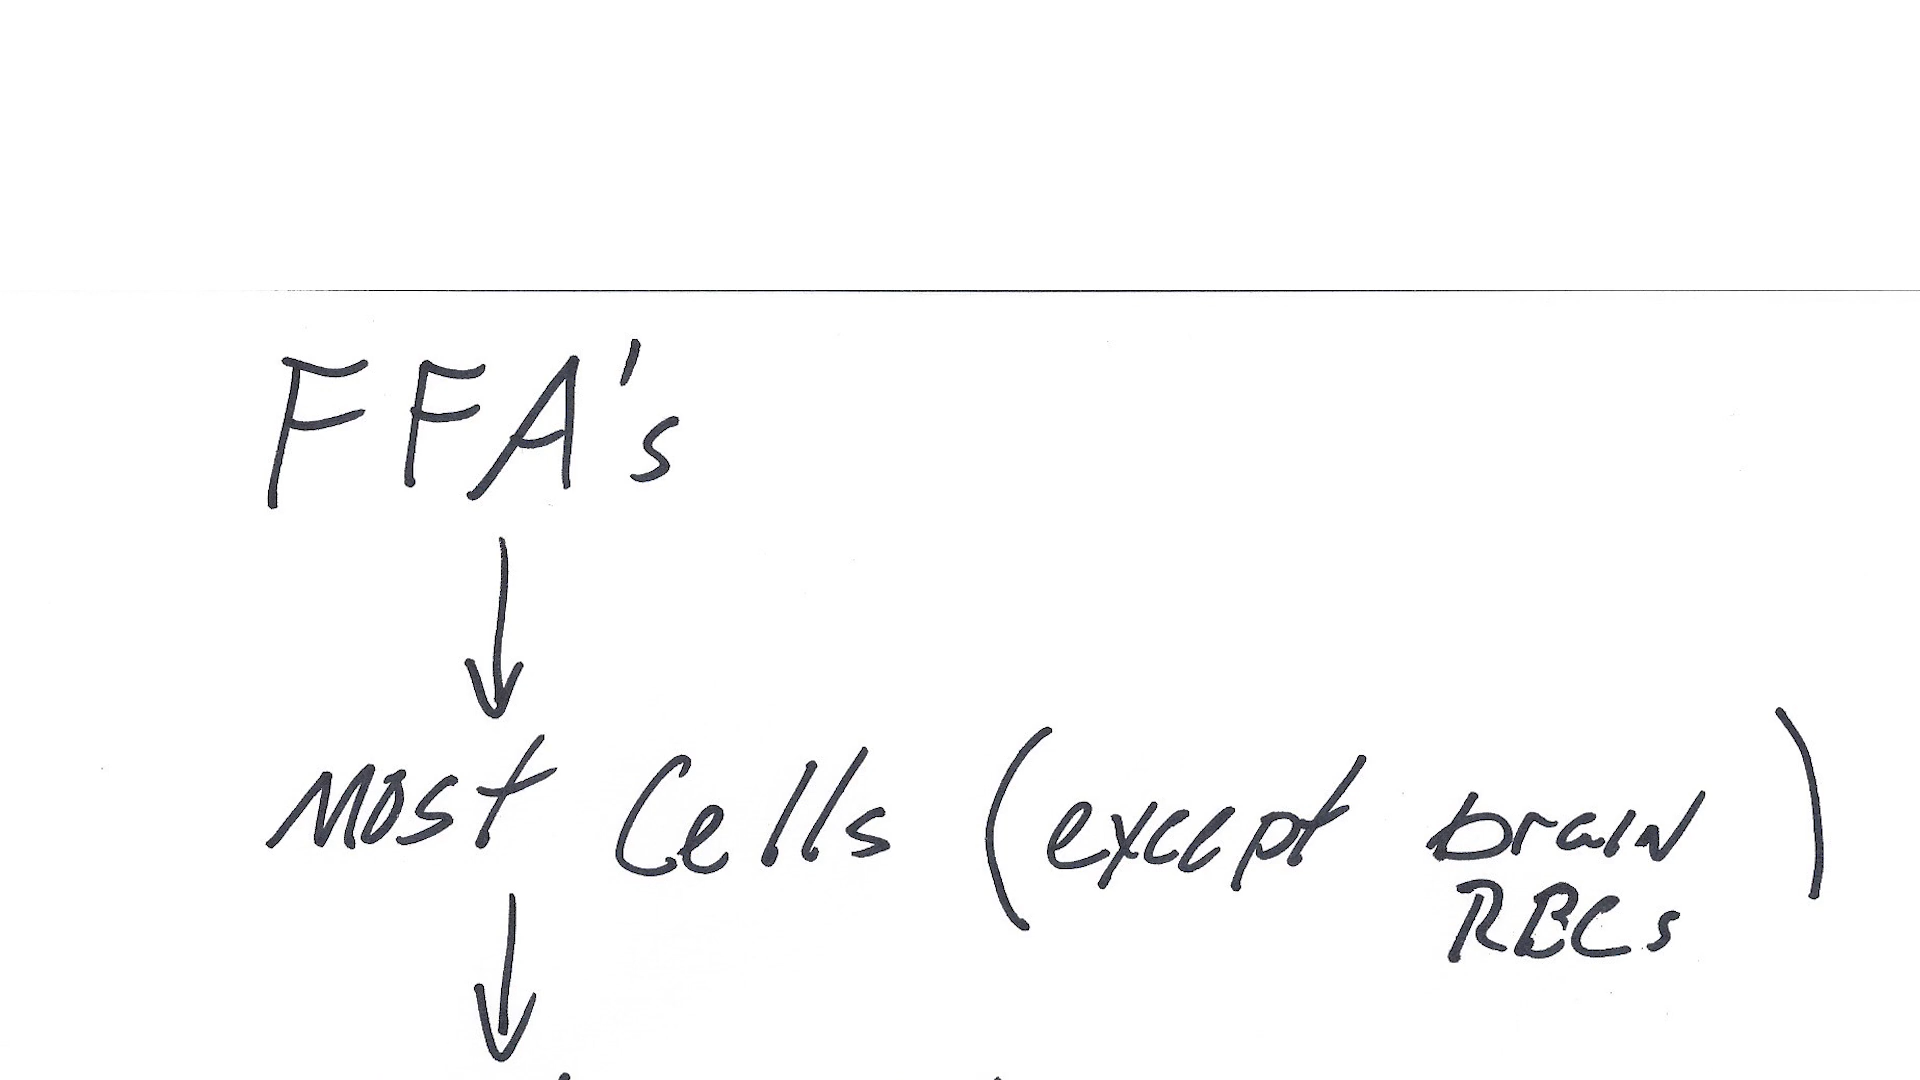 FFA's
↓
Most Cells (except brain)
RBCs
↓